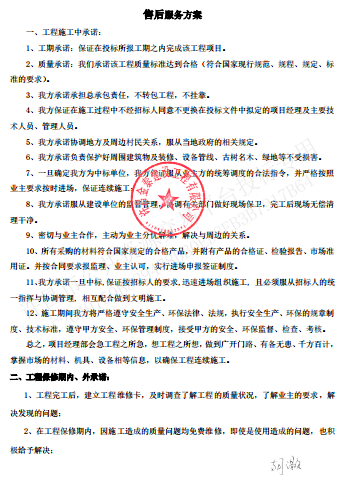 售后服务方案
一、工程施工中承诺：
1、工期承诺：保证在投标所报工期之内完成该工程项目。
2、质量承诺：我们承诺该工程质量标准达到合格（符合国家现行规范、规程、规定、标
准的要求）。
3、我方承诺承担总承包责任，不转包工程，不挂靠。
4、我方保证在施工过程中不经招标人同意不更换在投标文件中拟定的项目经理及主要技
术人员、管理人员。
5、我方承诺协调地方及周边村民关系，服从当地政府的相关规定。
6、我方承诺负责保护好周围建筑物及装修、设备管线、古树名木、绿地等不受损害。
7、一旦确定我方为中标单位，我方保证服从业主方的统筹调度的合法指令，并严格按照
业主要求按时进场，保证连续施工；
8、我方承诺服从建设单位的监督管理，协调有关部门做好现场保卫，完工后现场无偿清
理干净。
9、密切与业主合作，主动为业主分忧解难，解决与周边的关系。
10、所有采购的材料符合国家规定的合格产品，并附有产品的合格证、检验报告、市场准
用证。并按合同要求报监理、业主认可，实行进场申报签证制度。
11、我方承诺一旦中标，保证按招标人的要求，迅速进场组织施工，且必须服从招标人的统
一指挥与协调管理，相互配合做到文明施工。
12、施工期间我方将严格遵守安全生产、环保法律、法规，执行安全生产、环保的规章制
度、技术标准，遵守甲方安全、环保管理制度，接受甲方的安全、环保监督、检查、考核。
总之，项目经理部会急工程之所急，想工程之所想，做到广开门路、有备无患、千方百计，
掌握市场的材料、机具、设备相等信息，以确保工程连续施工。
二、工程保修期内、外承诺：
1、工程完工后，建立工程维修卡，及时调查了解工程的质量状况，了解业主的要求，解
决发现的问题；
2、在工程保修期内，因施工造成的质量问题均免费维修，即使是使用造成的问题，也积
极给予解决；